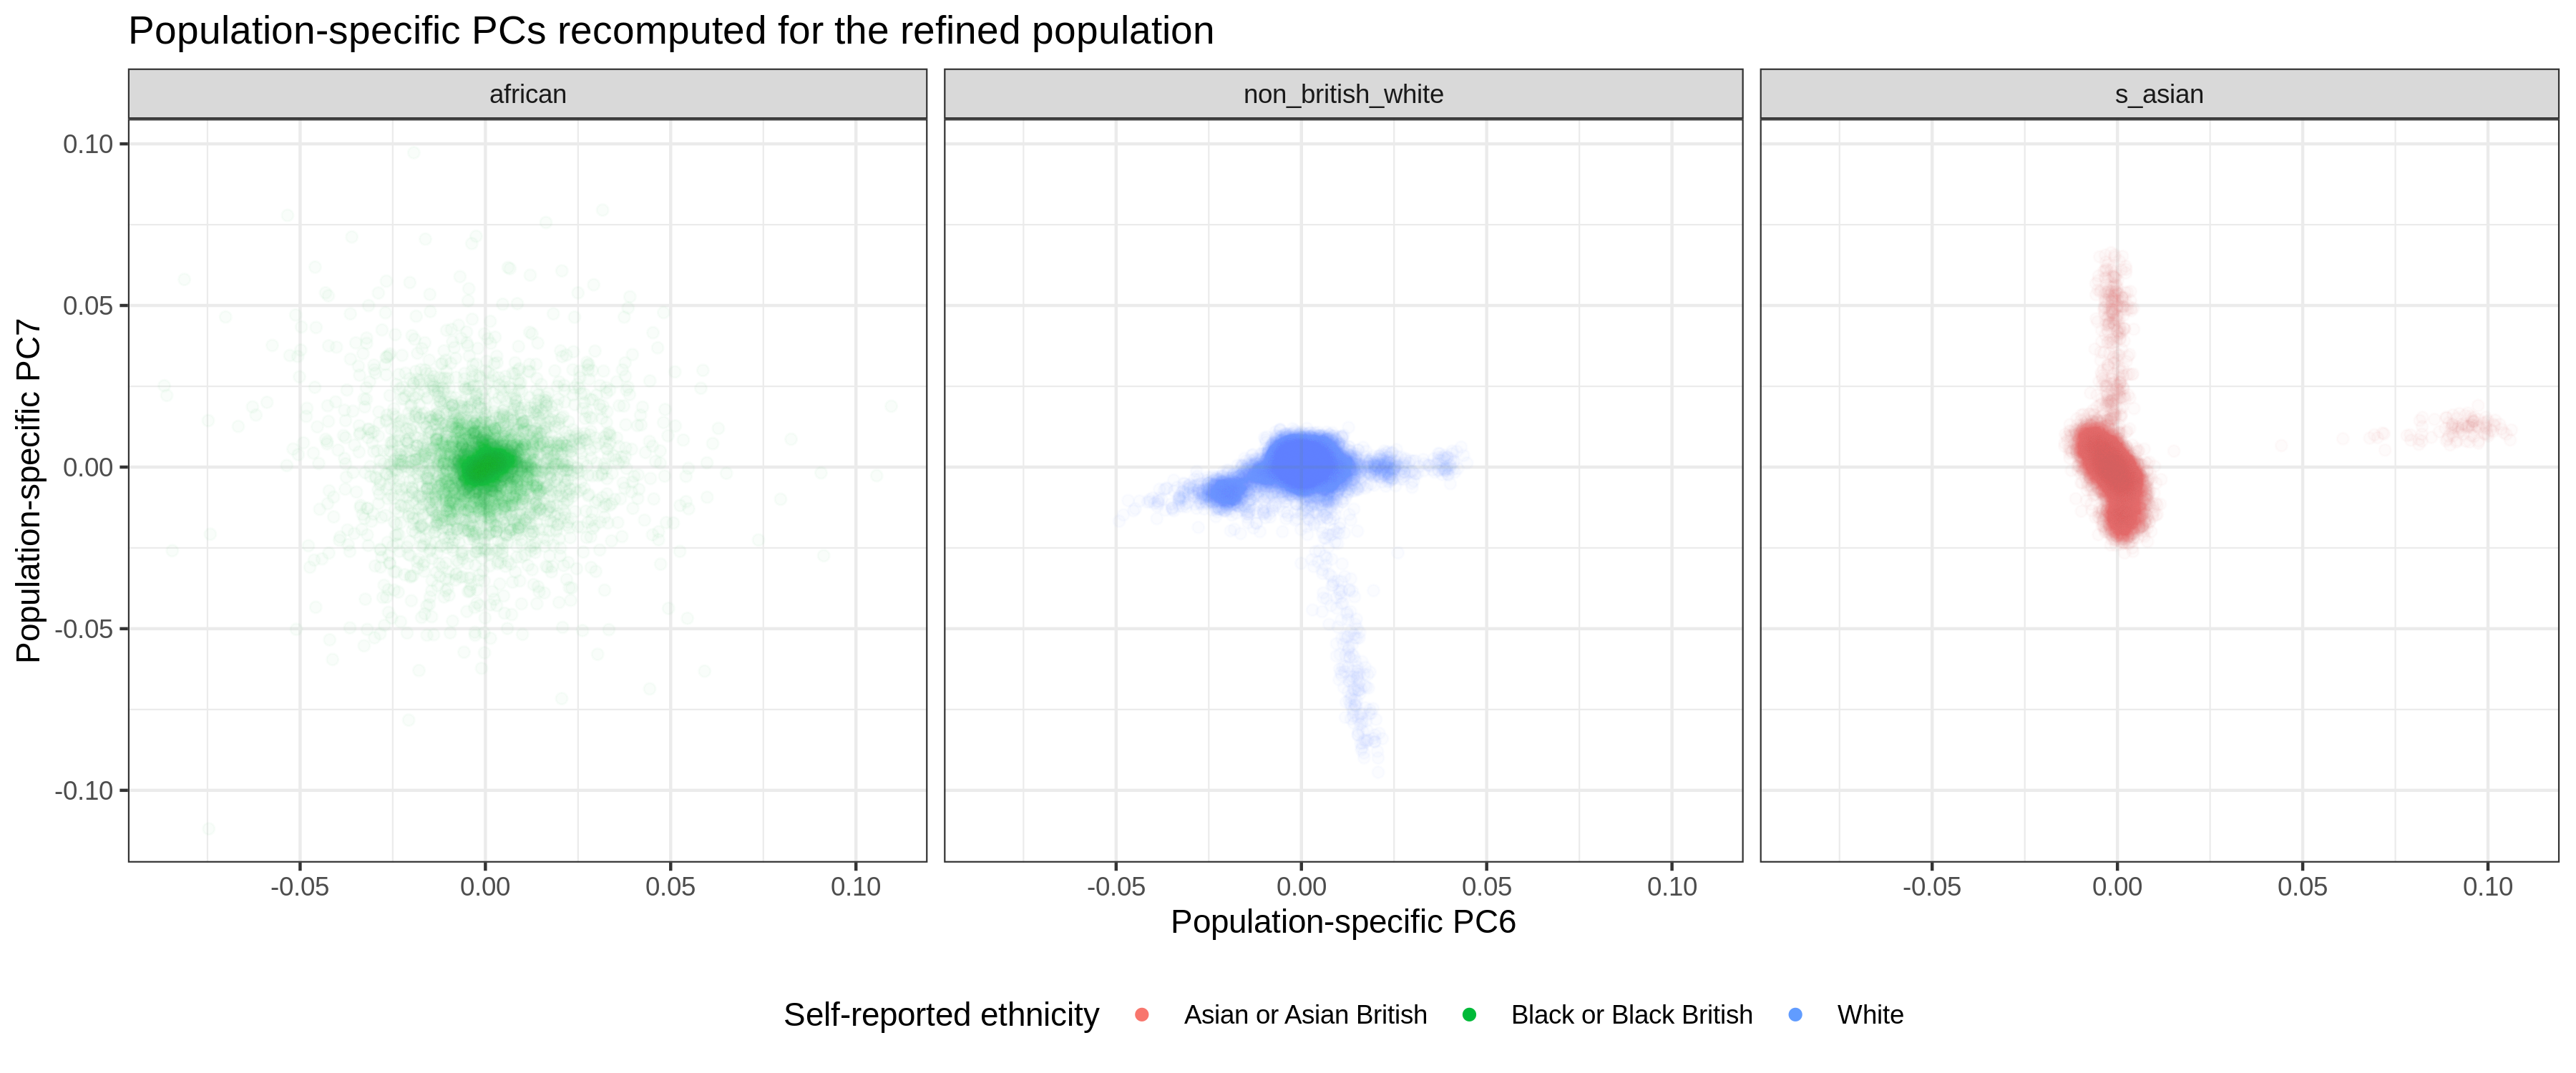 Population-specific PCs recomputed for the refined population
african non_british_white s_asian
0.10
0.05
0.00
-0.05
-0.10
Population-specific PC7
-0.05 0.00 0.05 0.10 -0.05 0.00 0.05 0.10 -0.05 0.00 0.05 0.10
Population-specific PC6
Self-reported ethnicity Asian or Asian British Black or Black British White